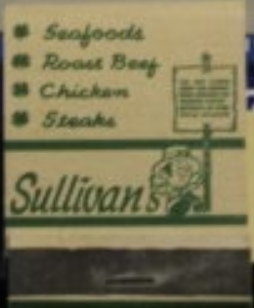 Seafoods
Roast Beef
Chicken
Steaks
Sullivan's